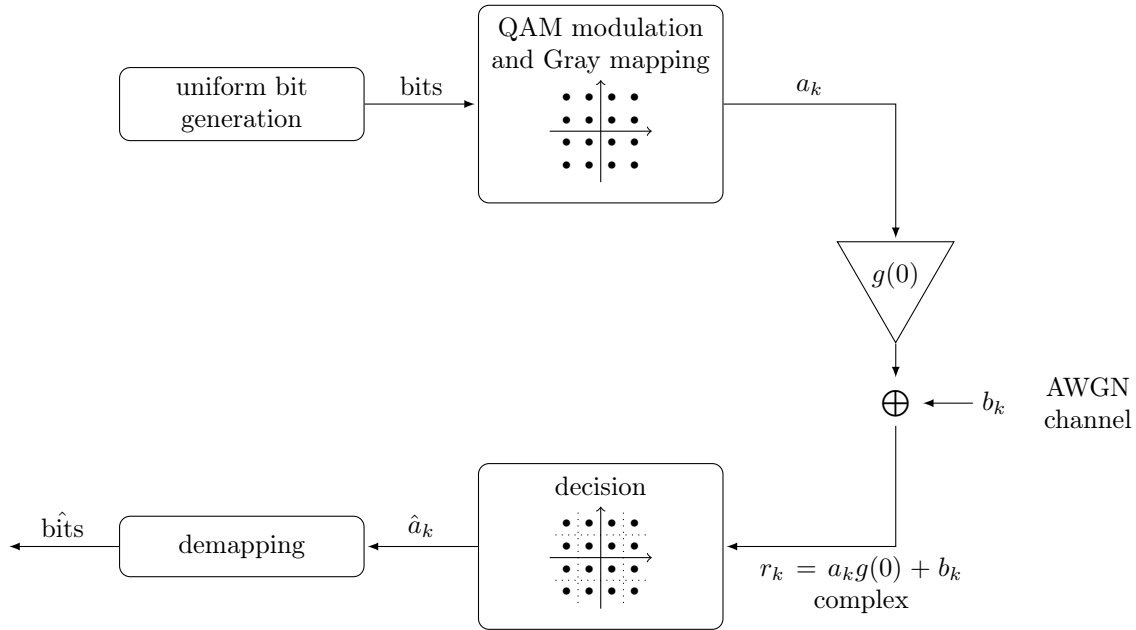 QAM modulation
and Gray mapping
uniform bit
generation
bits
a_k
g(0)
b_k
AWGN
channel
decision
bit̂s
demapping
â_k
r_k = a_k g(0) + b_k
complex